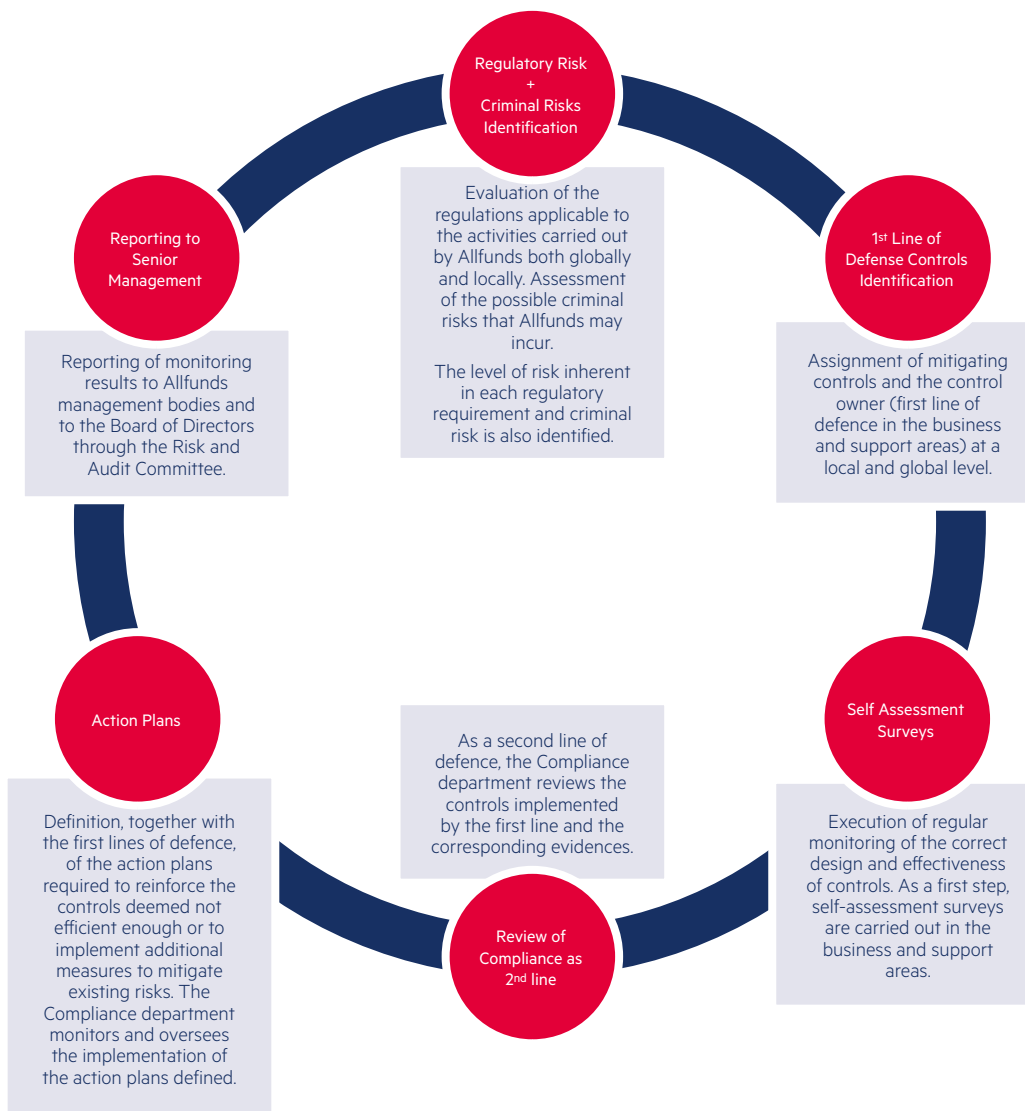 Regulatory Risk
+
Criminal Risks
Identification
Evaluation of the
regulations applicable to
the activities carried out
by Allfunds both globally
and locally. Assessment
of the possible criminal
risks that Allfunds may
incur.
The level of risk inherent
in each regulatory
requirement and criminal
risk is also identified.
1st Line of
Defense Controls
Identification
Assignment of mitigating
controls and the control
owner (first line of
defence in the business
and support areas) at a
local and global level.
Self Assessment
Surveys
Execution of regular
monitoring of the correct
design and effectiveness
of controls. As a first step,
self-assessment surveys
are carried out in the
business and support
areas.
As a second line of
defence, the Compliance
department reviews the
controls implemented
by the first line and the
corresponding evidences.
Review of
Compliance as
2nd line
Action Plans
Definition, together with
the first lines of defence,
of the action plans
required to reinforce the
controls deemed not
efficient enough or to
implement additional
measures to mitigate
existing risks. The
Compliance department
monitors and oversees
the implementation of
the action plans defined.
Reporting to
Senior
Management
Reporting of monitoring
results to Allfunds
management bodies and
to the Board of Directors
through the Risk and
Audit Committee.